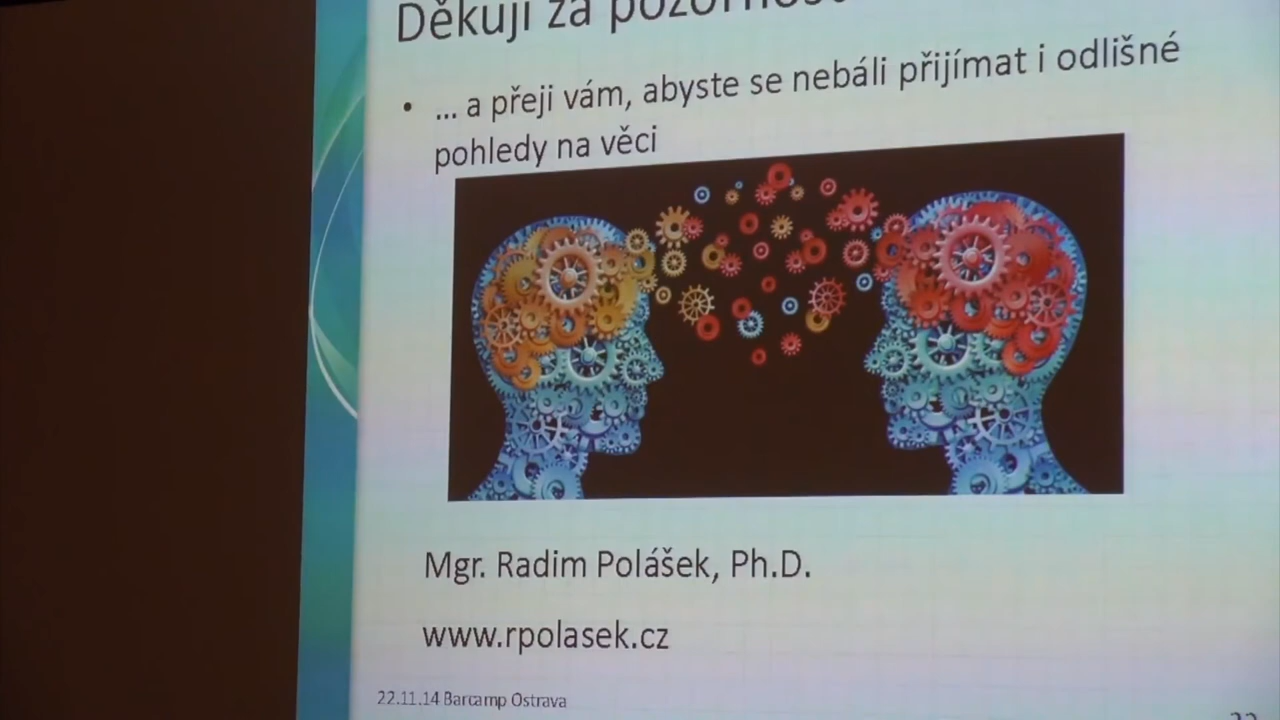 Děkuji za pozornost
• ... a přeji vám, abyste se nebáli přijímat i odlišné
pohledy na věci
Mgr. Radim Polášek, Ph.D.
www.rpolasek.cz
22.11.14 Barcamp Ostrava